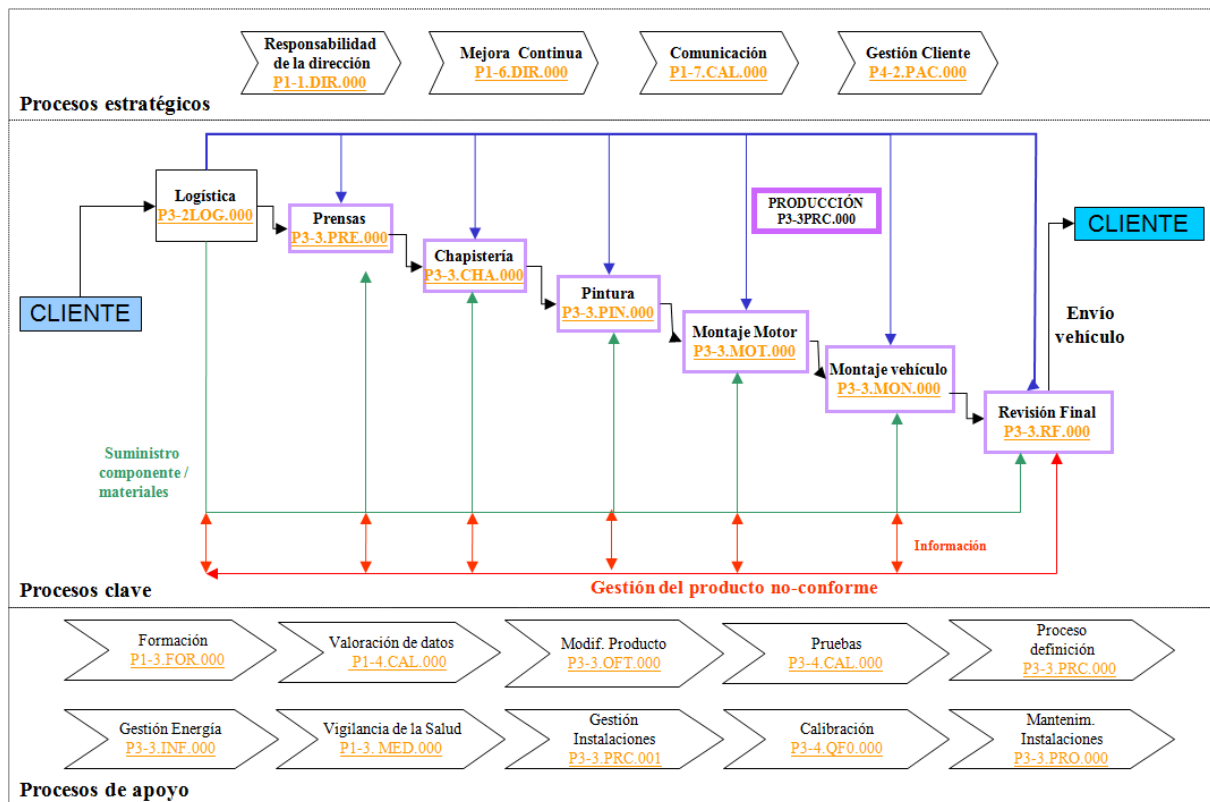 Responsabilidad
de la dirección
P1-1.DIR.000
Mejora Continua
P1-6.DIR.000
Comunicación
P1-7.CAL.000
Gestión Cliente
P4-2.PAC.000
Procesos estratégicos
Logística
P3-2LOG.000
Prensas
P3-3.PRE.000
Chapistería
P3-3.CHA.000
Pintura
P3-3.PIN.000
PRODUCCIÓN
P3-3PRC.000
Montaje Motor
P3-3.MOT.000
Montaje vehículo
P3-3.MON.000
Revisión Final
P3-3.RF.000
CLIENTE
CLIENTE
Envío
vehículo
Suministro
componente /
materiales
Información
Gestión del producto no-conforme
Procesos clave
Formación
P1-3.FOR.000
Valoración de datos
P1-4.CAL.000
Modif. Producto
P3-3.OFT.000
Pruebas
P3-4.CAL.000
Proceso
definición
P3-3.PRC.000
Gestión Energía
P3-3.INF.000
Vigilancia de la Salud
P1-3. MED.000
Gestión
Instalaciones
P3-3.PRC.001
Calibración
P3-4.QF0.000
Mantenim.
Instalaciones
P3-3.PRO.000
Procesos de apoyo